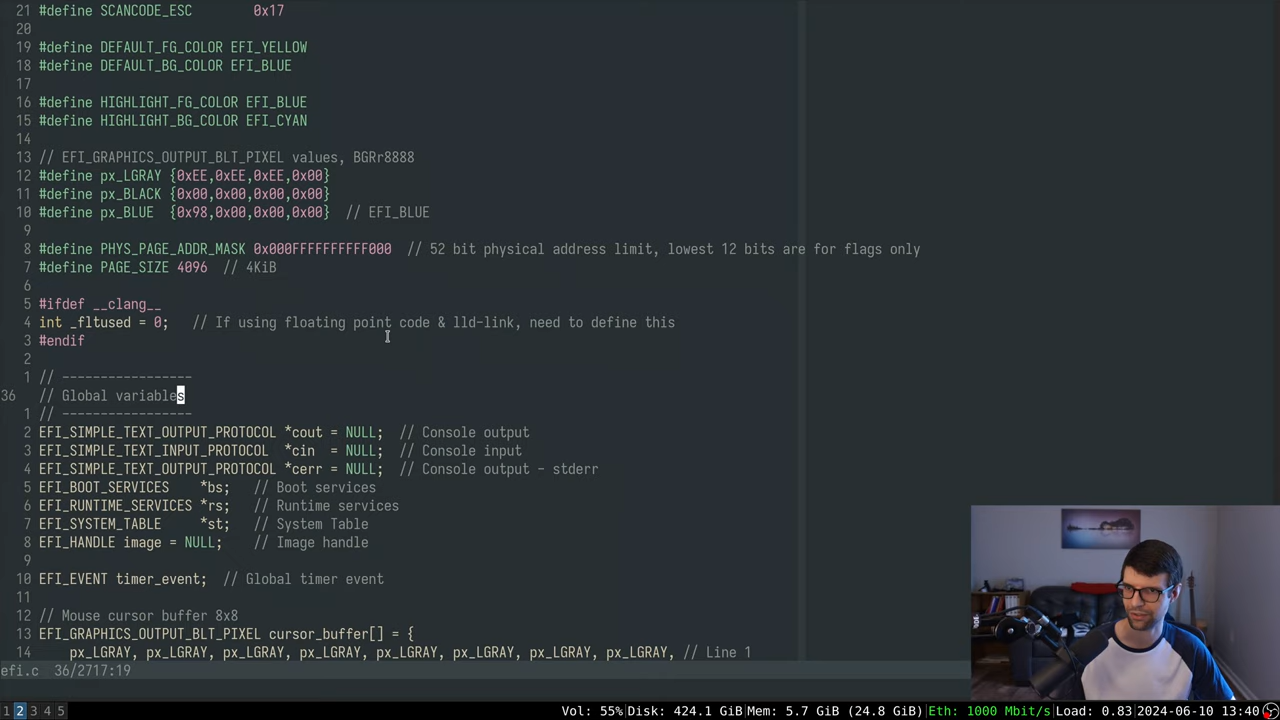 21 #define SCANCODE_ESC 0x17
20
19 #define DEFAULT_FG_COLOR EFI_YELLOW
18 #define DEFAULT_BG_COLOR EFI_BLUE
17
16 #define HIGHLIGHT_FG_COLOR EFI_BLUE
15 #define HIGHLIGHT_BG_COLOR EFI_CYAN
14
13 // EFI_GRAPHICS_OUTPUT_BLT_PIXEL values, BGRr8888
12 #define px_LGRAY {0xEE,0xEE,0xEE,0x00}
11 #define px_BLACK {0x00,0x00,0x00,0x00}
10 #define px_BLUE {0x98,0x00,0x00,0x00} // EFI_BLUE
9
8 #define PHYS_PAGE_ADDR_MASK 0x000FFFFFFFFFF000 // 52 bit physical address limit, lowest 12 bits are for flags only
7 #define PAGE_SIZE 4096 // 4KiB
6
5 #ifdef __clang__
4 int _fltused = 0; // If using floating point code & lld-link, need to define this
3 #endif
2
1 // -----------------
36 // Global variables
1 // -----------------
2 EFI_SIMPLE_TEXT_OUTPUT_PROTOCOL *cout = NULL; // Console output
3 EFI_SIMPLE_TEXT_INPUT_PROTOCOL *cin = NULL; // Console input
4 EFI_SIMPLE_TEXT_OUTPUT_PROTOCOL *cerr = NULL; // Console output - stderr
5 EFI_BOOT_SERVICES *bs; // Boot services
6 EFI_RUNTIME_SERVICES *rs; // Runtime services
7 EFI_SYSTEM_TABLE *st; // System Table
8 EFI_HANDLE image = NULL; // Image handle
9
10 EFI_EVENT timer_event; // Global timer event
11
12 // Mouse cursor buffer 8x8
13 EFI_GRAPHICS_OUTPUT_BLT_PIXEL cursor_buffer[] = {
14 px_LGRAY, px_LGRAY, px_LGRAY, px_LGRAY, px_LGRAY, px_LGRAY, px_LGRAY, px_LGRAY, // Line 1
efi.c 36/2717:19
1 2 3 4 5 Vol: 55% Disk: 424.1 GiB Mem: 5.7 GiB (24.8 GiB) Eth: 1000 Mbit/s Load: 0.83 2024-06-10 13:40